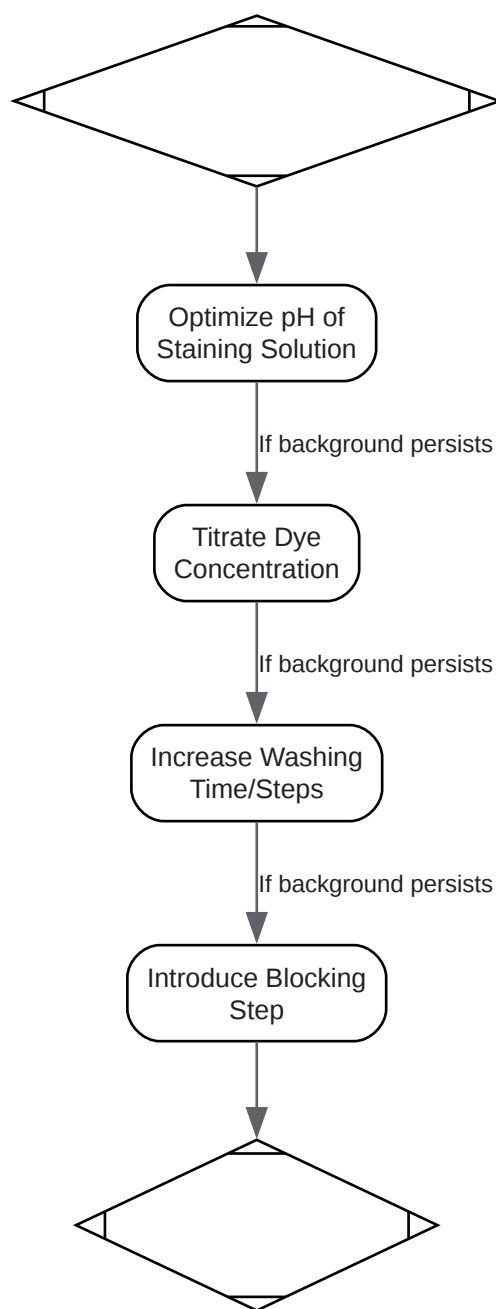 Optimize pH of
Staining Solution
If background persists
Titrate Dye
Concentration
If background persists
Increase Washing
Time/Steps
If background persists
Introduce Blocking
Step